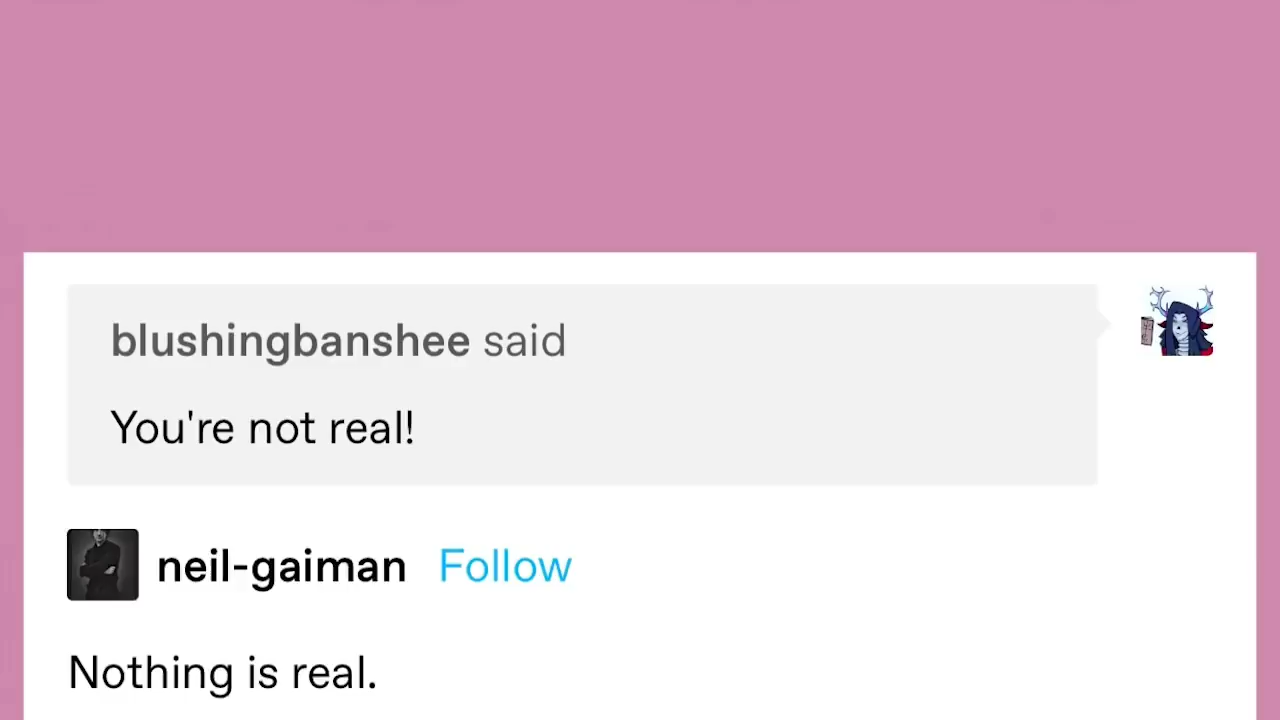 blushingbanshee said
You're not real!
neil-gaiman Follow
Nothing is real.